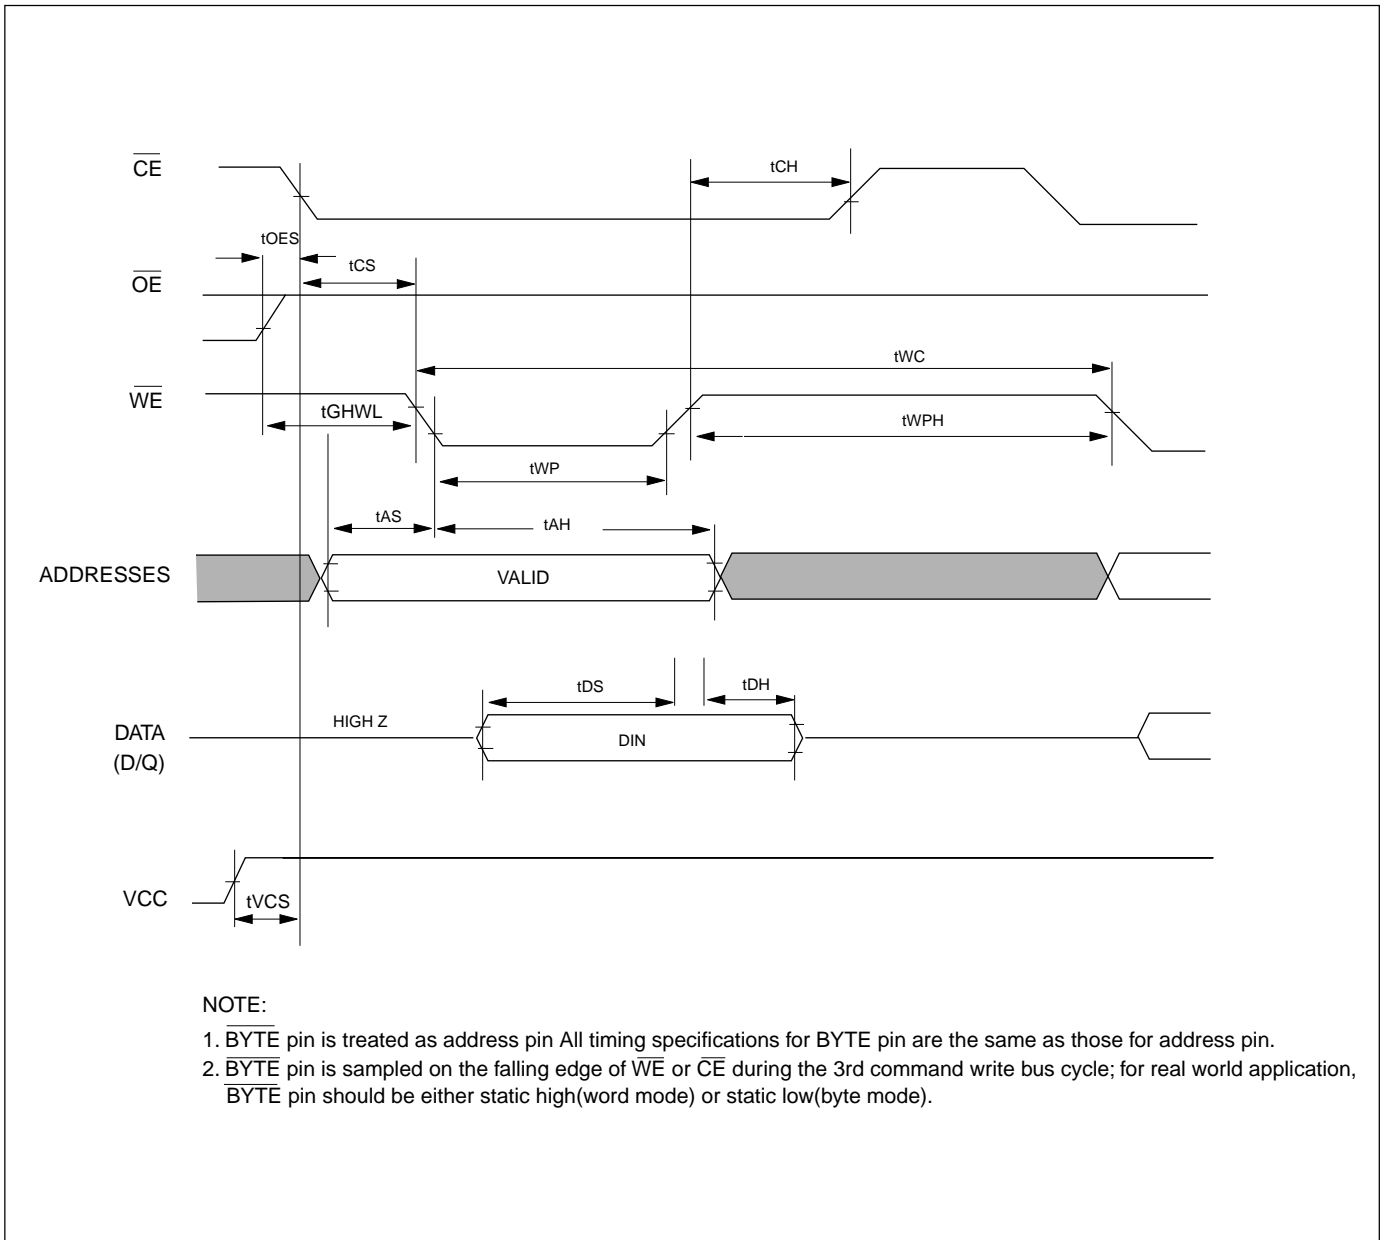 CE
tCH
tOES
tCS
OE
tWC
WE
tGHWL
tWPH
tWP
tAS
tAH
ADDRESSES
VALID
tDS
tDH
HIGH Z
DATA
(D/Q)
DIN
VCC
tVCS
NOTE:
1. BYTE pin is treated as address pin All timing specifications for BYTE pin are the same as those for address pin.
2. BYTE pin is sampled on the falling edge of WE or CE during the 3rd command write bus cycle; for real world application,
BYTE pin should be either static high(word mode) or static low(byte mode).